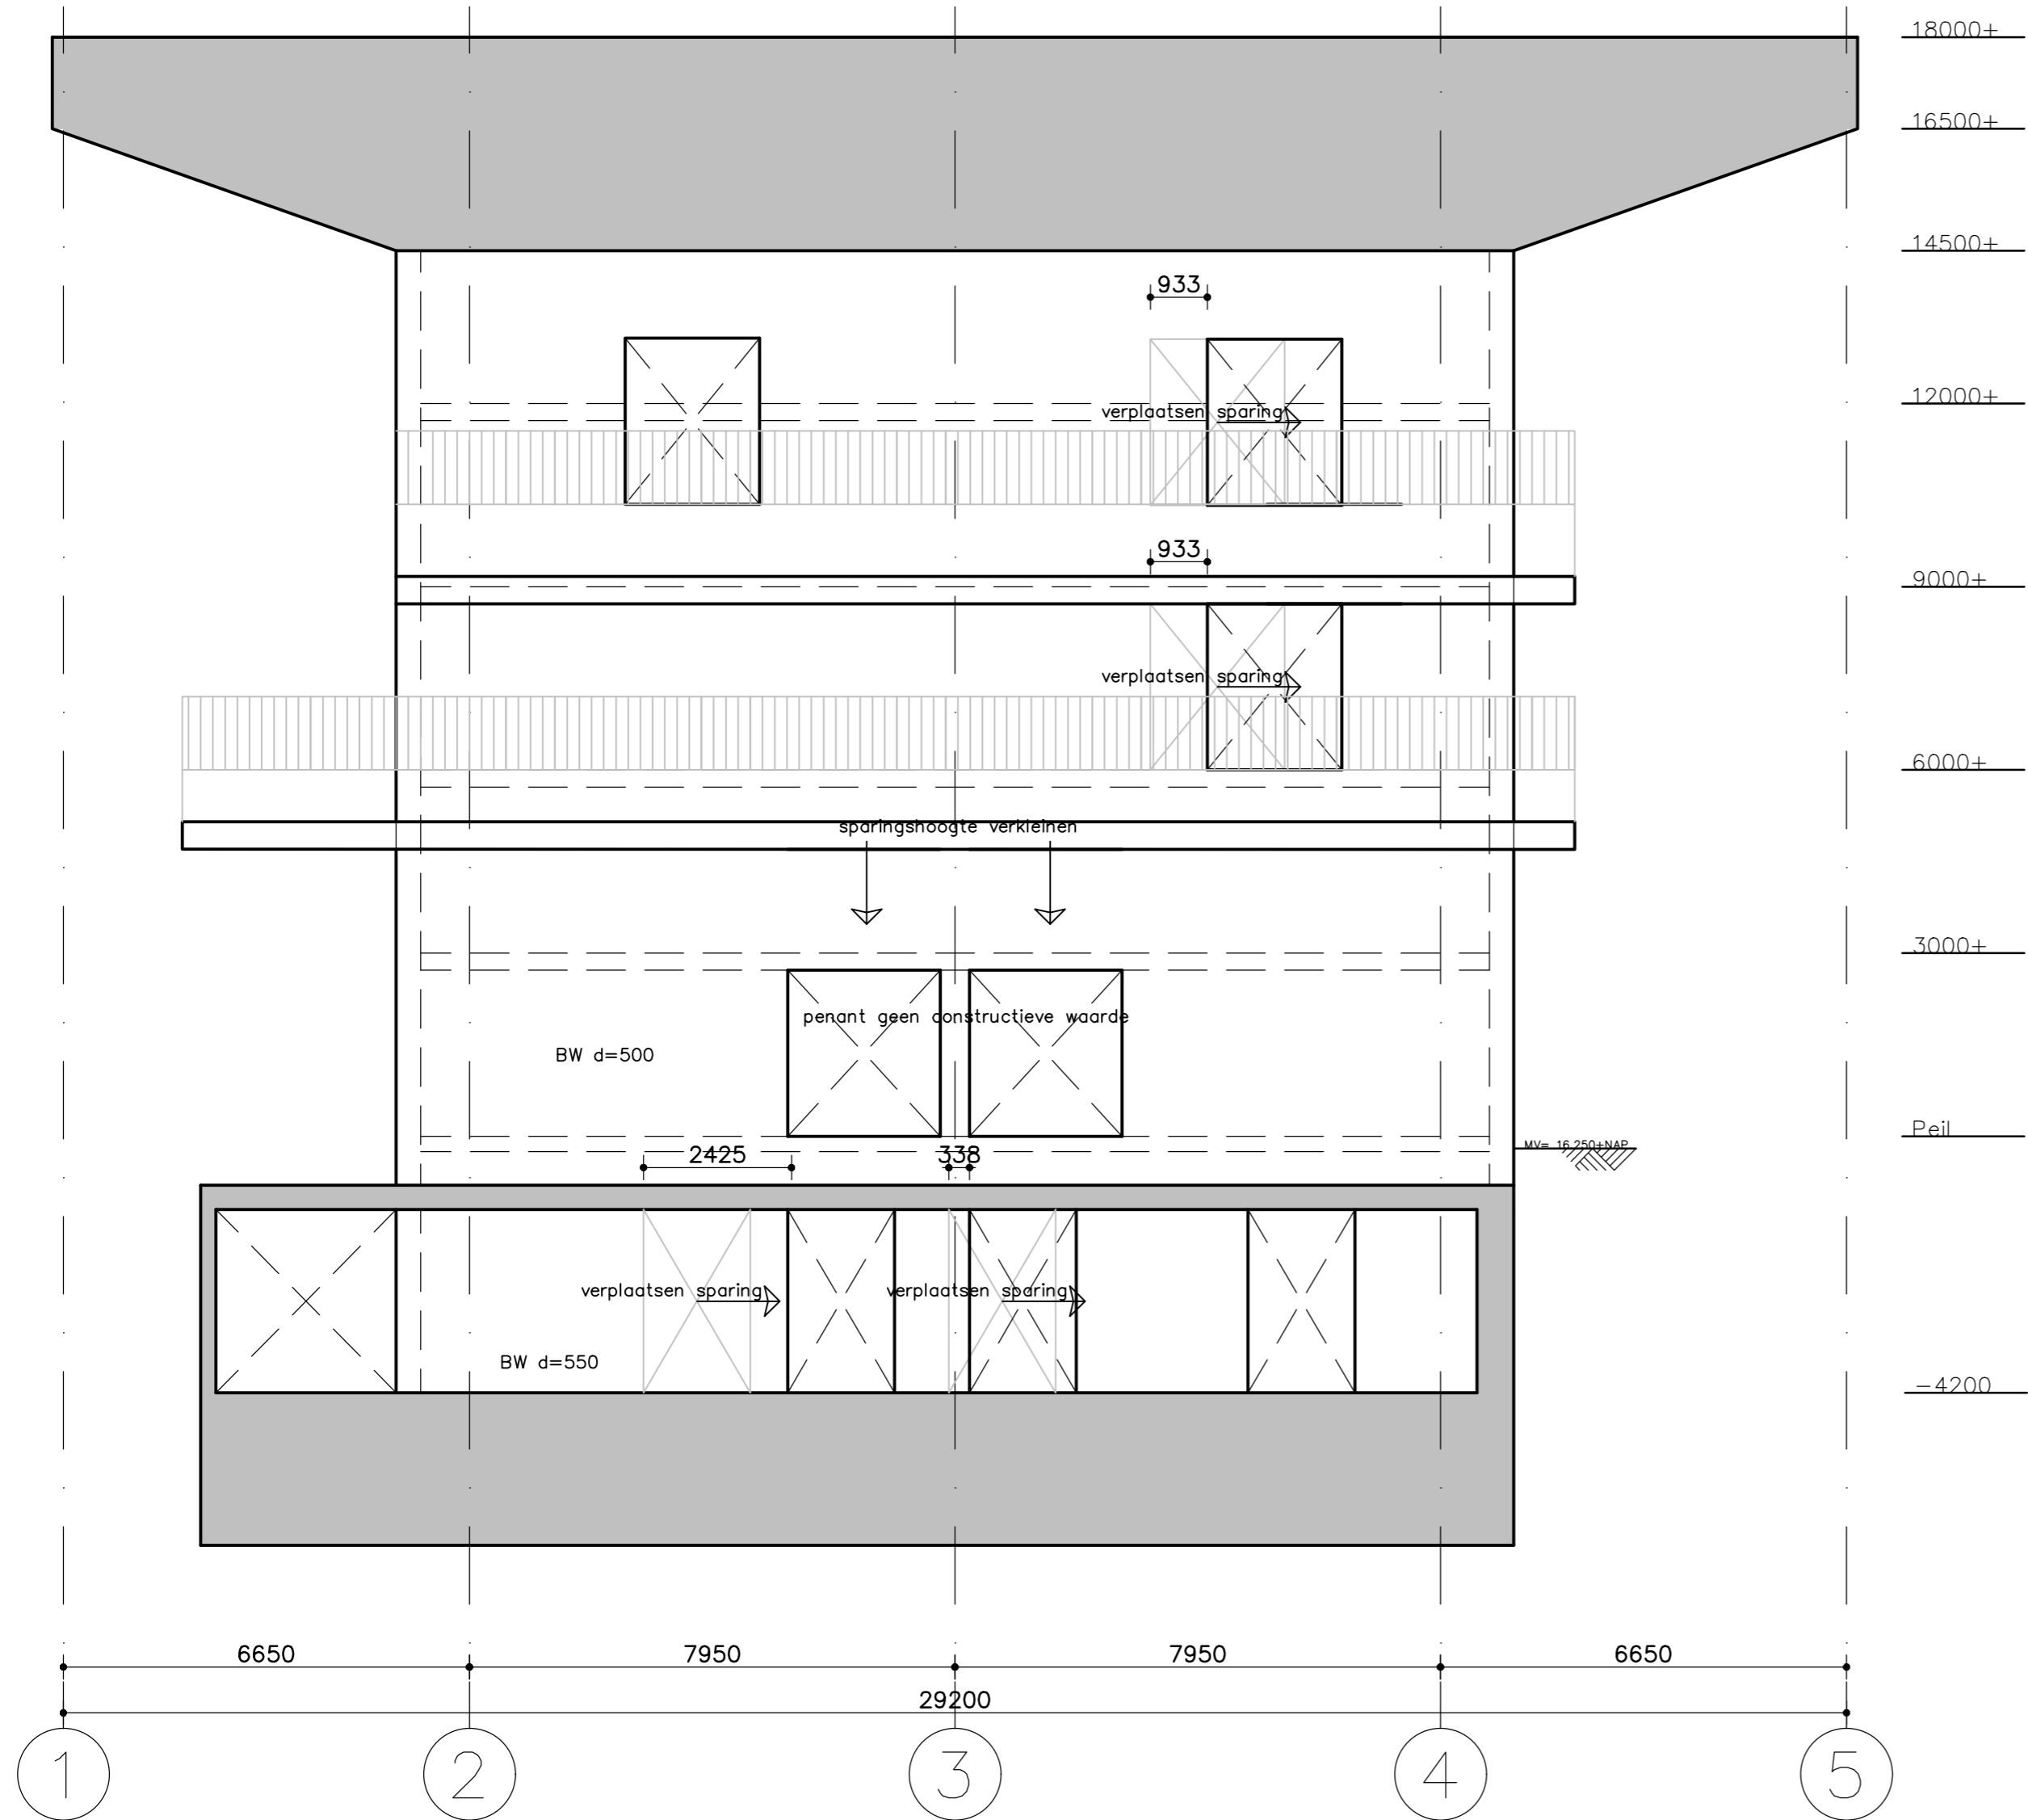 18000+
16500+
14500+
933
12000+
verplaatsen sparing
933
9000+
verplaatsen sparing
6000+
sparingshoogte verkleinen
3000+
penant geen constructieve waarde
BW d=500
Peil
MV= 16.250+NAP
2425
338
verplaatsen sparing
verplaatsen sparing
BW d=550
-4200
6650
7950
7950
6650
29200
1
2
3
4
5